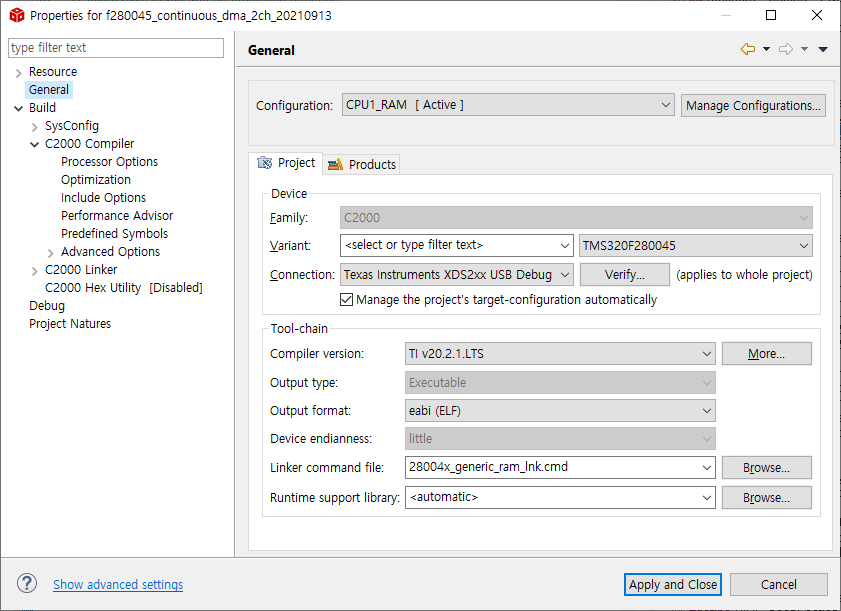 Properties for f280045_continuous_dma_2ch_20210913
type filter text
Resource
General
Build
SysConfig
C2000 Compiler
Processor Options
Optimization
Include Options
Performance Advisor
Predefined Symbols
Advanced Options
C2000 Linker
C2000 Hex Utility [Disabled]
Debug
Project Natures
General
Configuration: CPU1_RAM [ Active ] Manage Configurations...
Project Products
Device
Family: C2000
Variant: <select or type filter text> TMS320F280045
Connection: Texas Instruments XDS2xx USB Debug Verify... (applies to whole project)
Manage the project's target-configuration automatically
Tool-chain
Compiler version: TI v20.2.1.LTS More...
Output type: Executable
Output format: eabi (ELF)
Device endianness: little
Linker command file: 28004x_generic_ram_lnk.cmd Browse...
Runtime support library: <automatic> Browse...
? Show advanced settings Apply and Close Cancel